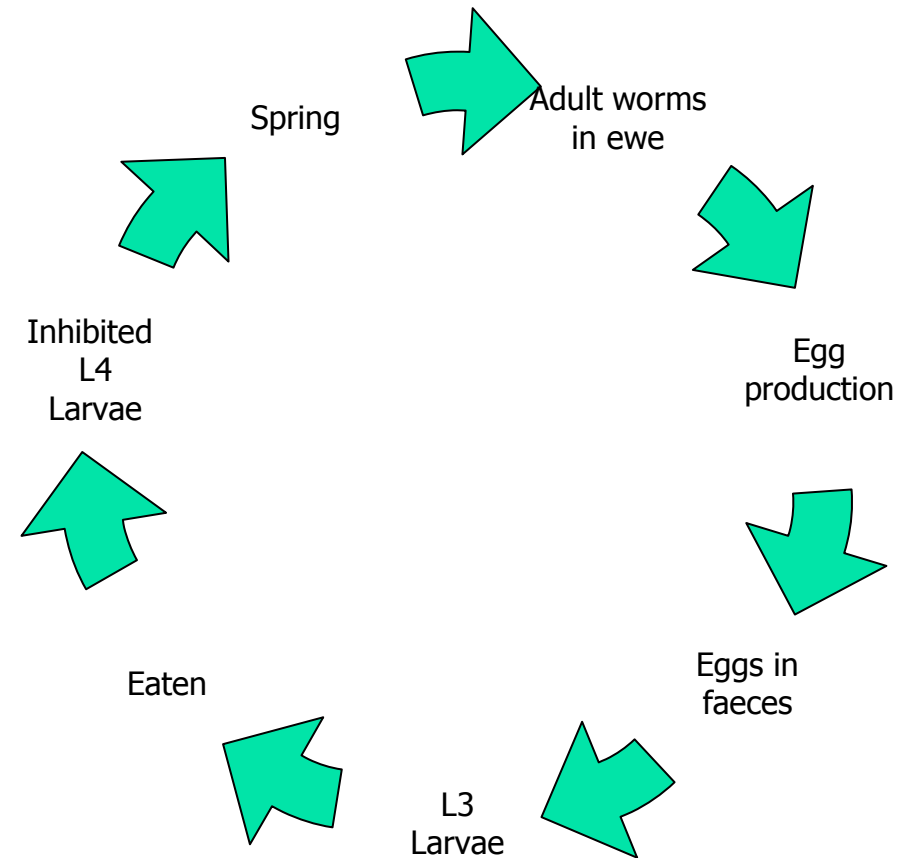 Spring
Adult worms
in ewe
Egg
production
Eggs in
faeces
L3
Larvae
Eaten
Inhibited
L4
Larvae